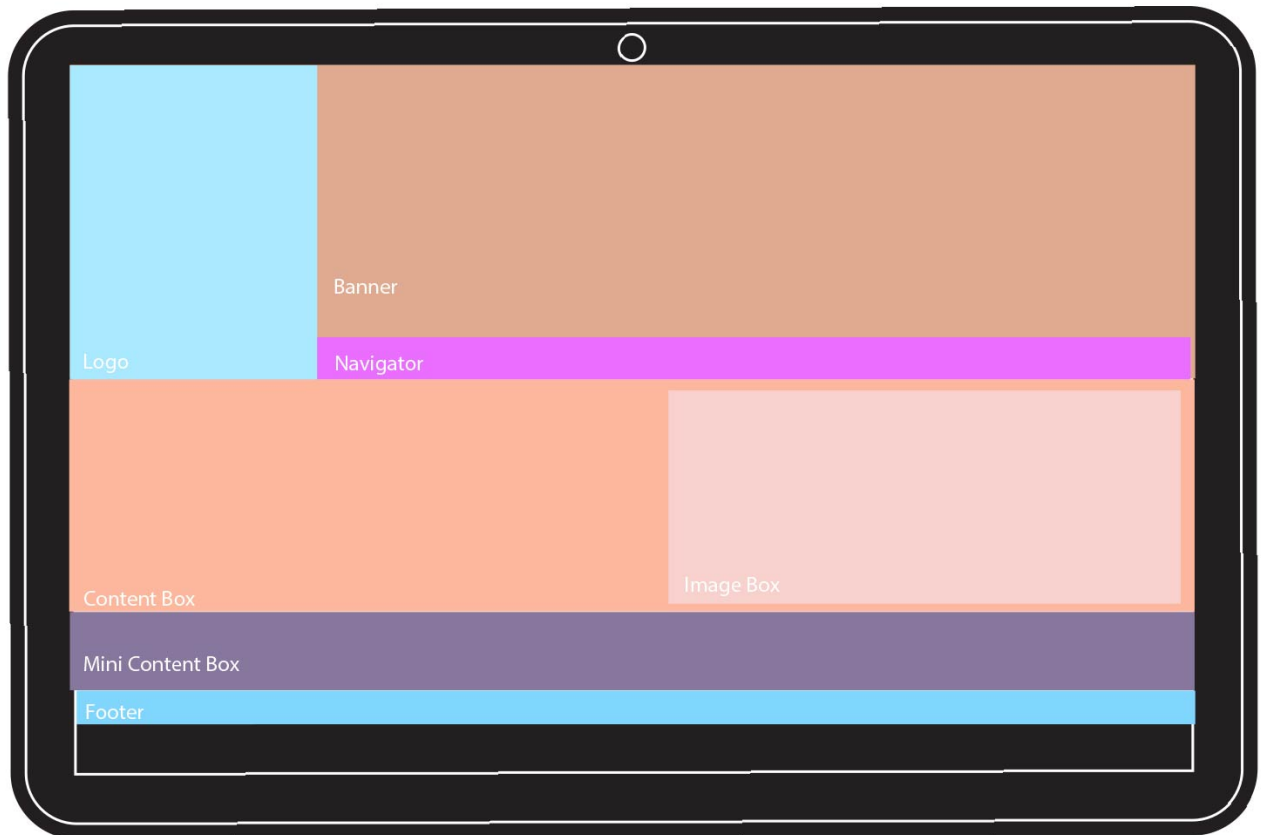 Banner
Logo
Navigator
Image Box
Content Box
Mini Content Box
Footer